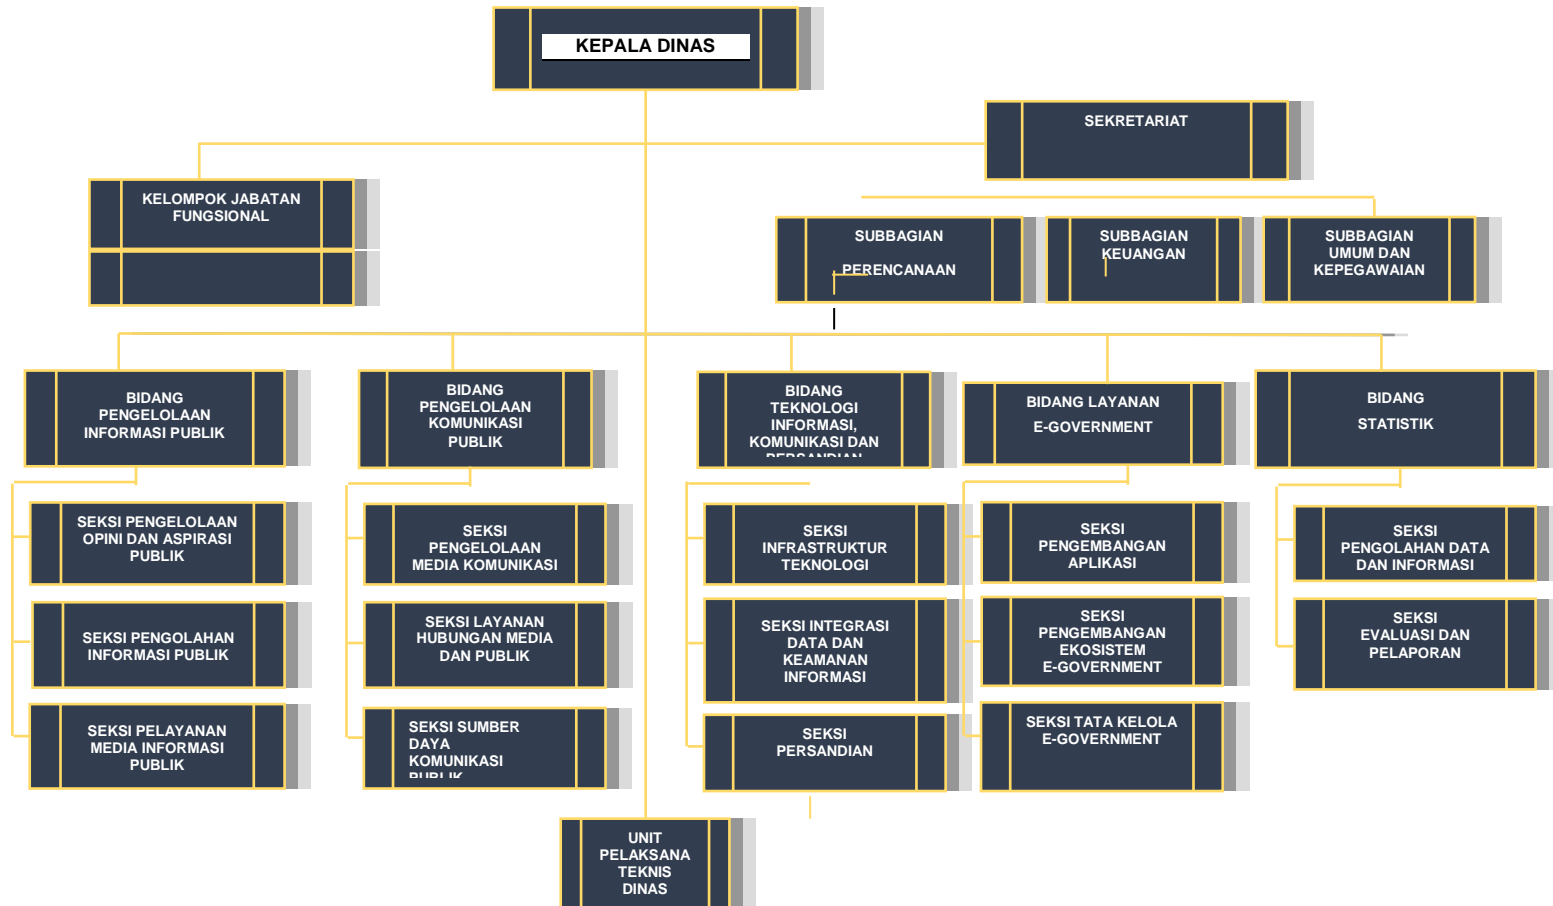 KEPALA DINAS
SEKRETARIAT
KELOMPOK JABATAN
FUNGSIONAL
SUBBAGIAN
PERENCANAAN
SUBBAGIAN
KEUANGAN
SUBBAGIAN
UMUM DAN
KEPEGAWAIAN
BIDANG
PENGELOLAAN
INFORMASI PUBLIK
BIDANG
PENGELOLAAN
KOMUNIKASI
PUBLIK
BIDANG
TEKNOLOGI
INFORMASI,
KOMUNIKASI DAN
PERSANDIAN
BIDANG LAYANAN
E-GOVERNMENT
BIDANG
STATISTIK
SEKSI PENGELOLAAN
OPINI DAN ASPIRASI
PUBLIK
SEKSI
PENGELOLAAN
MEDIA KOMUNIKASI
SEKSI
INFRASTRUKTUR
TEKNOLOGI
SEKSI
PENGEMBANGAN
APLIKASI
SEKSI
PENGOLAHAN DATA
DAN INFORMASI
SEKSI PENGOLAHAN
INFORMASI PUBLIK
SEKSI LAYANAN
HUBUNGAN MEDIA
DAN PUBLIK
SEKSI INTEGRASI
DATA DAN
KEAMANAN
INFORMASI
SEKSI
PENGEMBANGAN
EKOSISTEM
E-GOVERNMENT
SEKSI
EVALUASI DAN
PELAPORAN
SEKSI PELAYANAN
MEDIA INFORMASI
PUBLIK
SEKSI SUMBER
DAYA
KOMUNIKASI
PUBLIK
SEKSI
PERSANDIAN
SEKSI TATA KELOLA
E-GOVERNMENT
UNIT
PELAKSANA
TEKNIS
DINAS